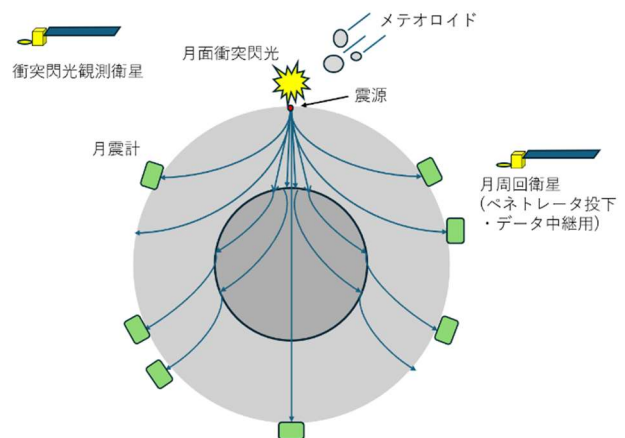 メテオロイド
月面衝突閃光
衝突閃光観測衛星
震源
月震計
月周回衛星
(ペネトレータ投下
・データ中継用)